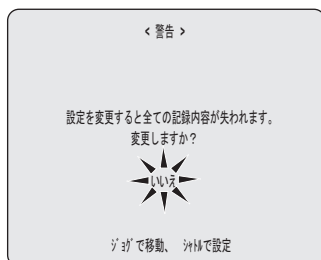 < 警告 >
設定を変更すると全ての記録内容が失われます。
変更しますか？
いいえ
ｼﾞｮｸﾞで移動、 ｼｬﾄﾙで設定